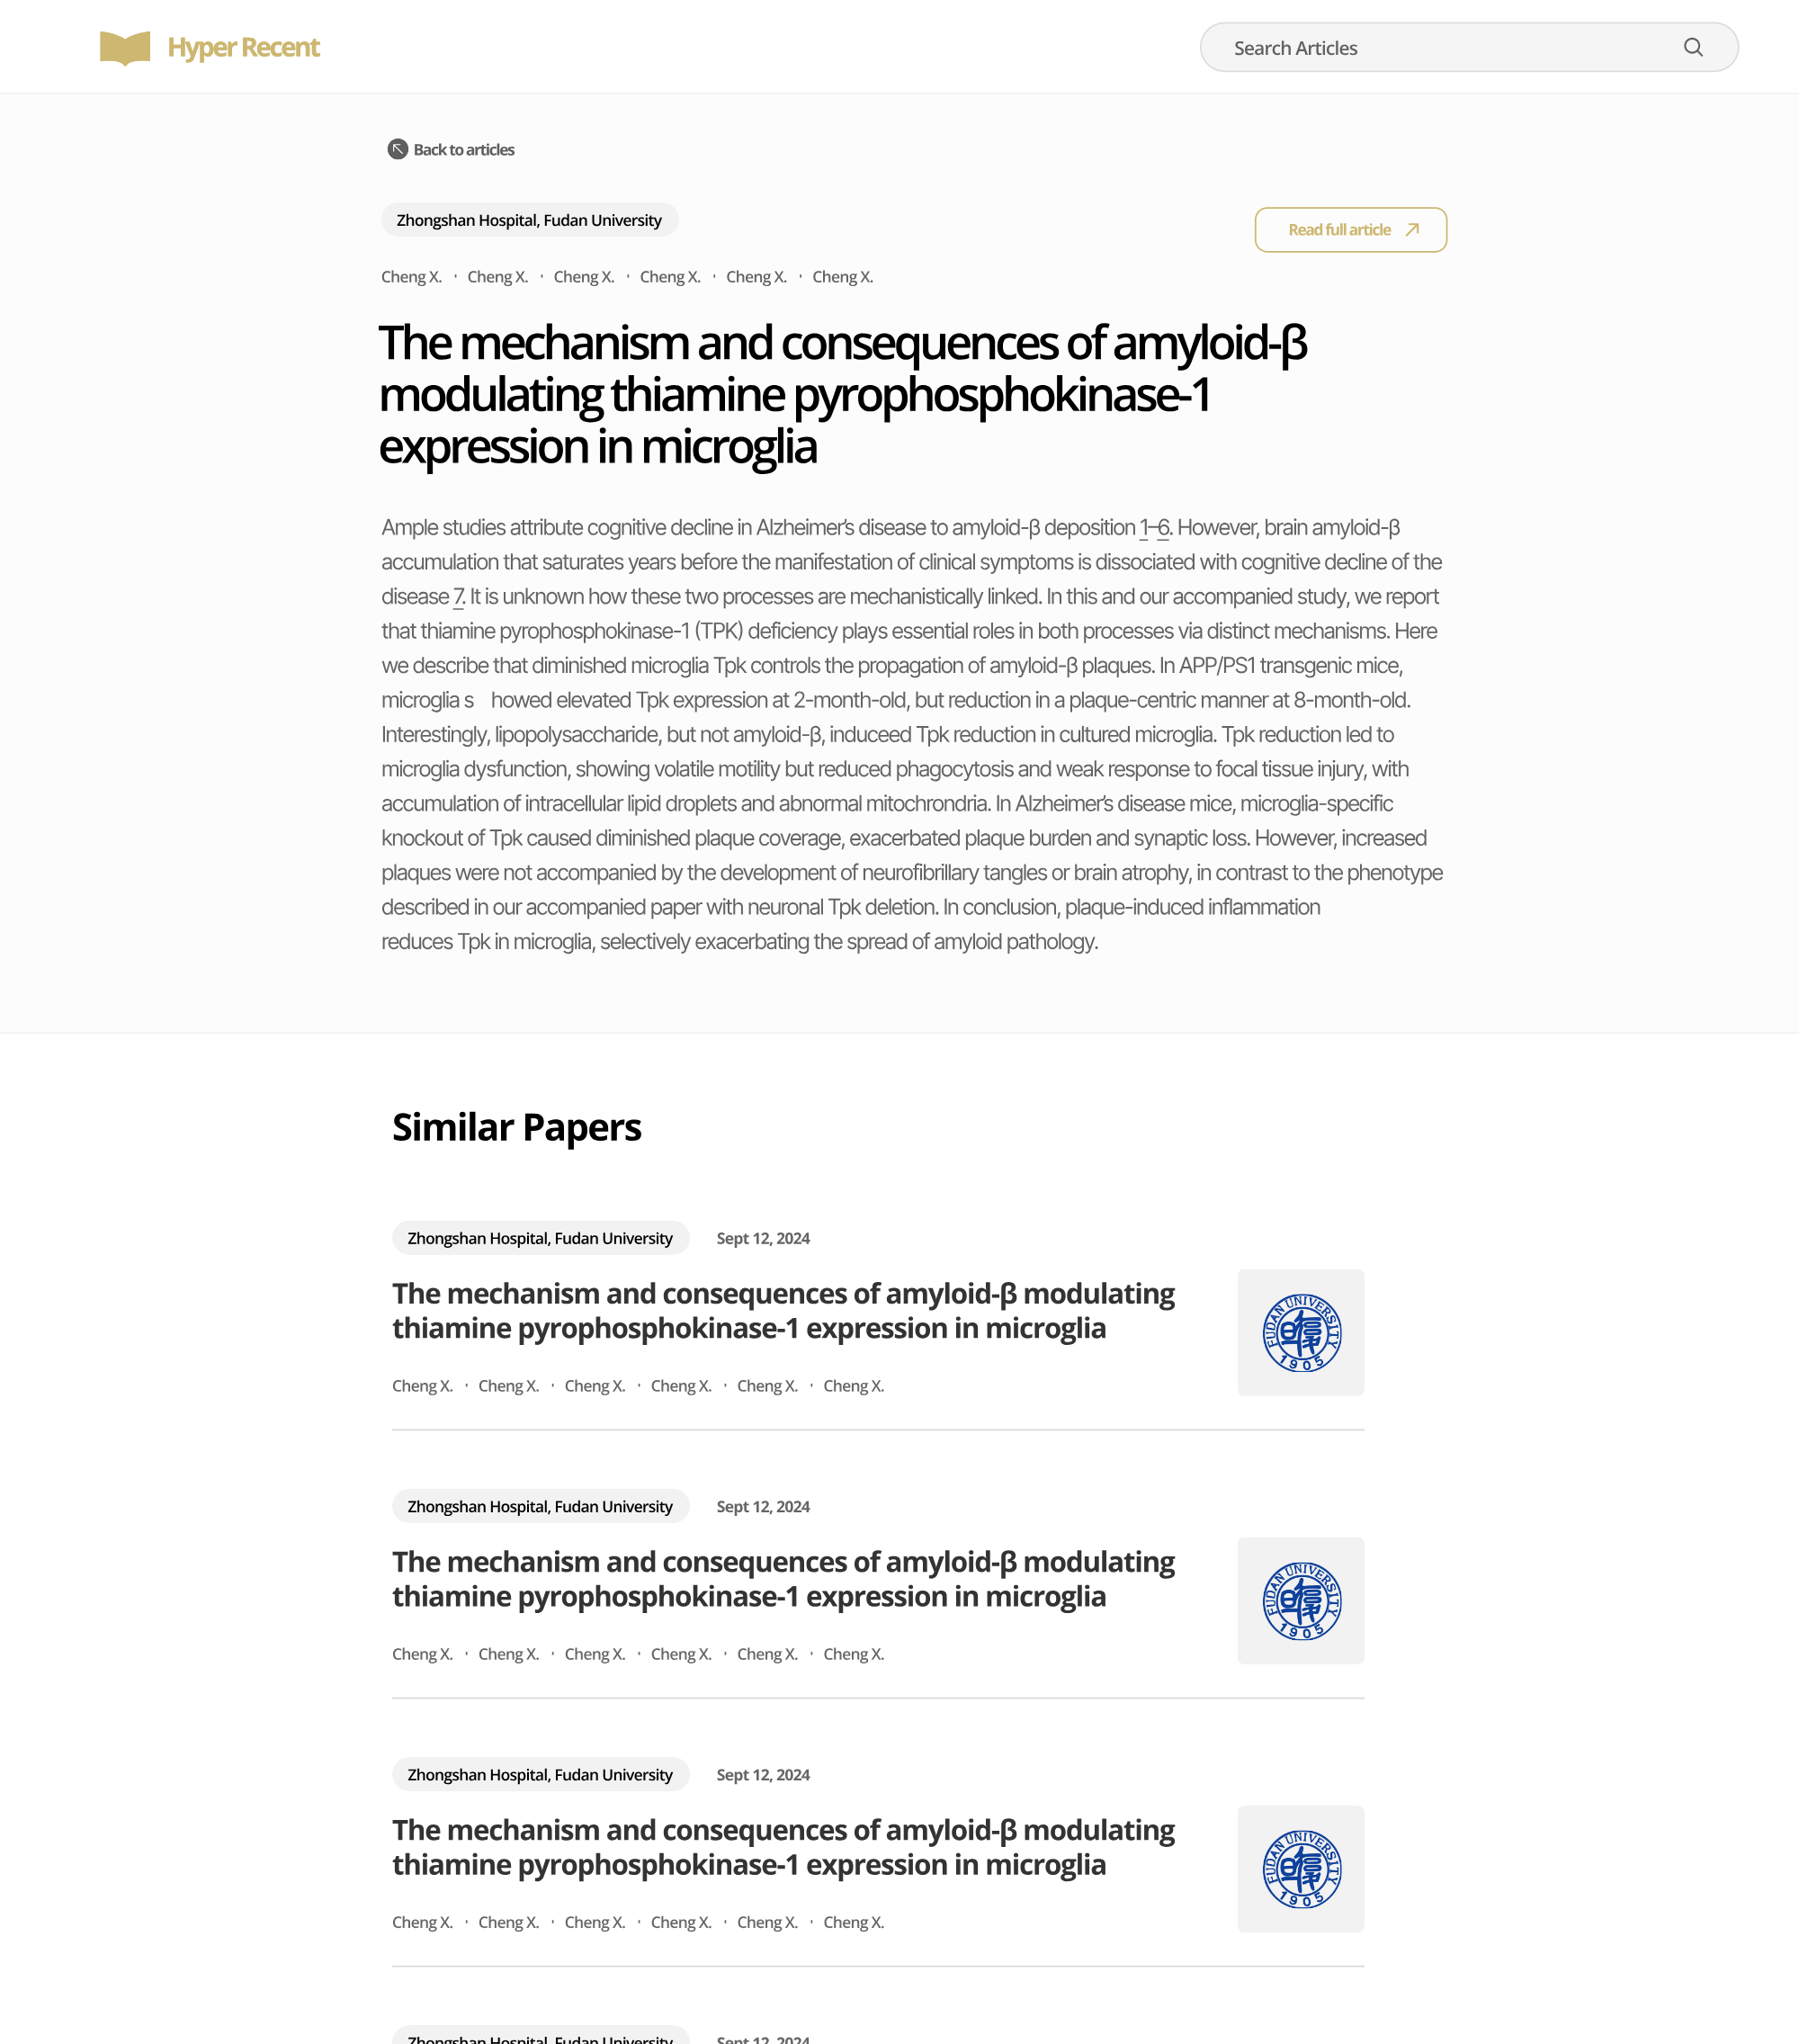 Hyper Recent
Search Articles
Back to articles
Zhongshan Hospital, Fudan University
Read full article
Cheng X. · Cheng X. · Cheng X. · Cheng X. · Cheng X. · Cheng X.
The mechanism and consequences of amyloid-β
modulating thiamine pyrophosphokinase-1
expression in microglia
Ample studies attribute cognitive decline in Alzheimer's disease to amyloid-β deposition 1–6. However, brain amyloid-β
accumulation that saturates years before the manifestation of clinical symptoms is dissociated with cognitive decline of the
disease 7. It is unknown how these two processes are mechanistically linked. In this and our accompanied study, we report
that thiamine pyrophosphokinase-1 (TPK) deficiency plays essential roles in both processes via distinct mechanisms. Here
we describe that diminished microglia Tpk controls the propagation of amyloid-β plaques. In APP/PS1 transgenic mice,
microglia s howed elevated Tpk expression at 2-month-old, but reduction in a plaque-centric manner at 8-month-old.
Interestingly, lipopolysaccharide, but not amyloid-β, induceed Tpk reduction in cultured microglia. Tpk reduction led to
microglia dysfunction, showing volatile motility but reduced phagocytosis and weak response to focal tissue injury, with
accumulation of intracellular lipid droplets and abnormal mitochrondria. In Alzheimer's disease mice, microglia-specific
knockout of Tpk caused diminished plaque coverage, exacerbated plaque burden and synaptic loss. However, increased
plaques were not accompanied by the development of neurofibrillary tangles or brain atrophy, in contrast to the phenotype
described in our accompanied paper with neuronal Tpk deletion. In conclusion, plaque-induced inflammation
reduces Tpk in microglia, selectively exacerbating the spread of amyloid pathology.
Similar Papers
Zhongshan Hospital, Fudan University
Sept 12, 2024
The mechanism and consequences of amyloid-β modulating
thiamine pyrophosphokinase-1 expression in microglia
Cheng X. · Cheng X. · Cheng X. · Cheng X. · Cheng X. · Cheng X.
FUDAN UNIVERSITY
1905
Zhongshan Hospital, Fudan University
Sept 12, 2024
The mechanism and consequences of amyloid-β modulating
thiamine pyrophosphokinase-1 expression in microglia
Cheng X. · Cheng X. · Cheng X. · Cheng X. · Cheng X. · Cheng X.
FUDAN UNIVERSITY
1905
Zhongshan Hospital, Fudan University
Sept 12, 2024
The mechanism and consequences of amyloid-β modulating
thiamine pyrophosphokinase-1 expression in microglia
Cheng X. · Cheng X. · Cheng X. · Cheng X. · Cheng X. · Cheng X.
FUDAN UNIVERSITY
1905
Zhongshan Hospital, Fudan University
Sept 12, 2024